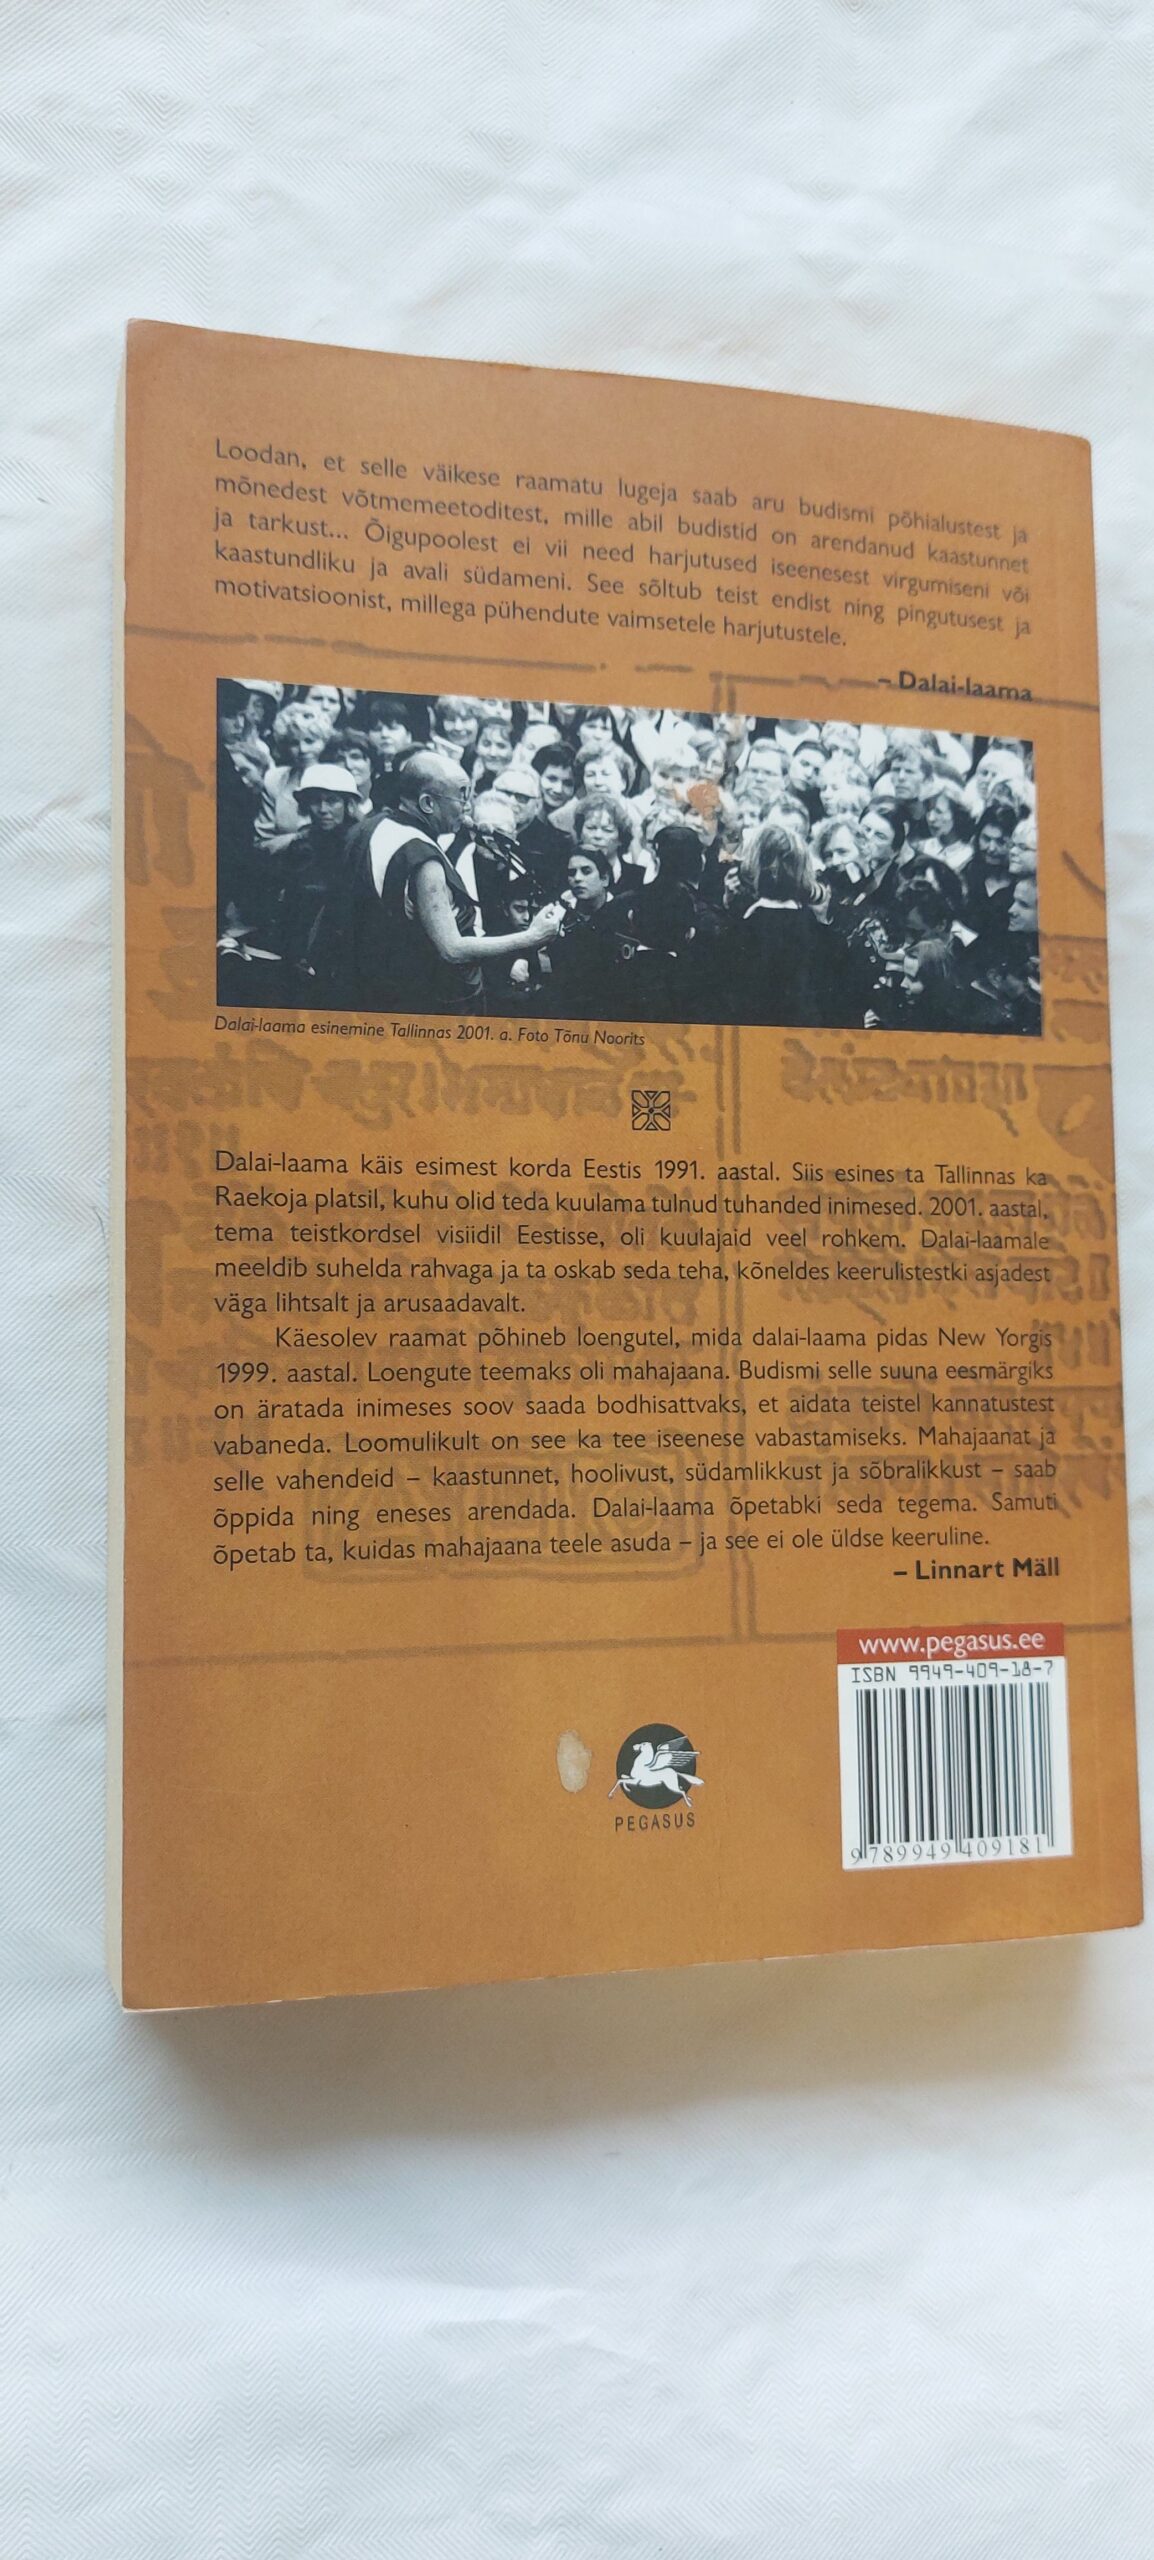 Loodan, et selle väikese raamatu lugeja saab aru budismi põhialustest ja
mõnedest võtmemeetoditest, mille abil budistid on arendanud kaastunnet
ja tarkust... Õigupoolest ei vii need harjutused iseenesest virgumiseni või
kaastundliku ja avali südameni. See sõltub teist endist ning pingutusest ja
motivatsioonist, millega pühendute vaimsetele harjutustele.
– Dalai-laama
Dalai-laama esinemine Tallinnas 2001. a. Foto Tõnu Noorits
Dalai-laama käis esimest korda Eestis 1991. aastal. Siis esines ta Tallinnas ka
Raekoja platsil, kuhu olid teda kuulama tulnud tuhanded inimesed. 2001. aastal,
tema teistkordsel visiidil Eestisse, oli kuulajaid veel rohkem. Dalai-laamale
meeldib suhelda rahvaga ja ta oskab seda teha, kõneldes keerulistestki asjadest
väga lihtsalt ja arusaadavalt.
Käesolev raamat põhineb loengutel, mida dalai-laama pidas New Yorgis
1999. aastal. Loengute teemaks oli mahajaana. Budismi selle suuna eesmärgiks
on äratada inimeses soov saada bodhisattvaks, et aidata teistel kannatustest
vabaneda. Loomulikult on see ka tee iseenese vabastamiseks. Mahajaanat ja
selle vahendeid – kaastunnet, hoolivust, südamlikkust ja sõbralikkust – saab
õppida ning eneses arendada. Dalai-laama õpetabki seda tegema. Samuti
õpetab ta, kuidas mahajaana teele asuda – ja see ei ole üldse keeruline.
– Linnart Mäll
www.pegasus.ee
ISBN 9949-409-18-7
9 789949 409181
PEGASUS